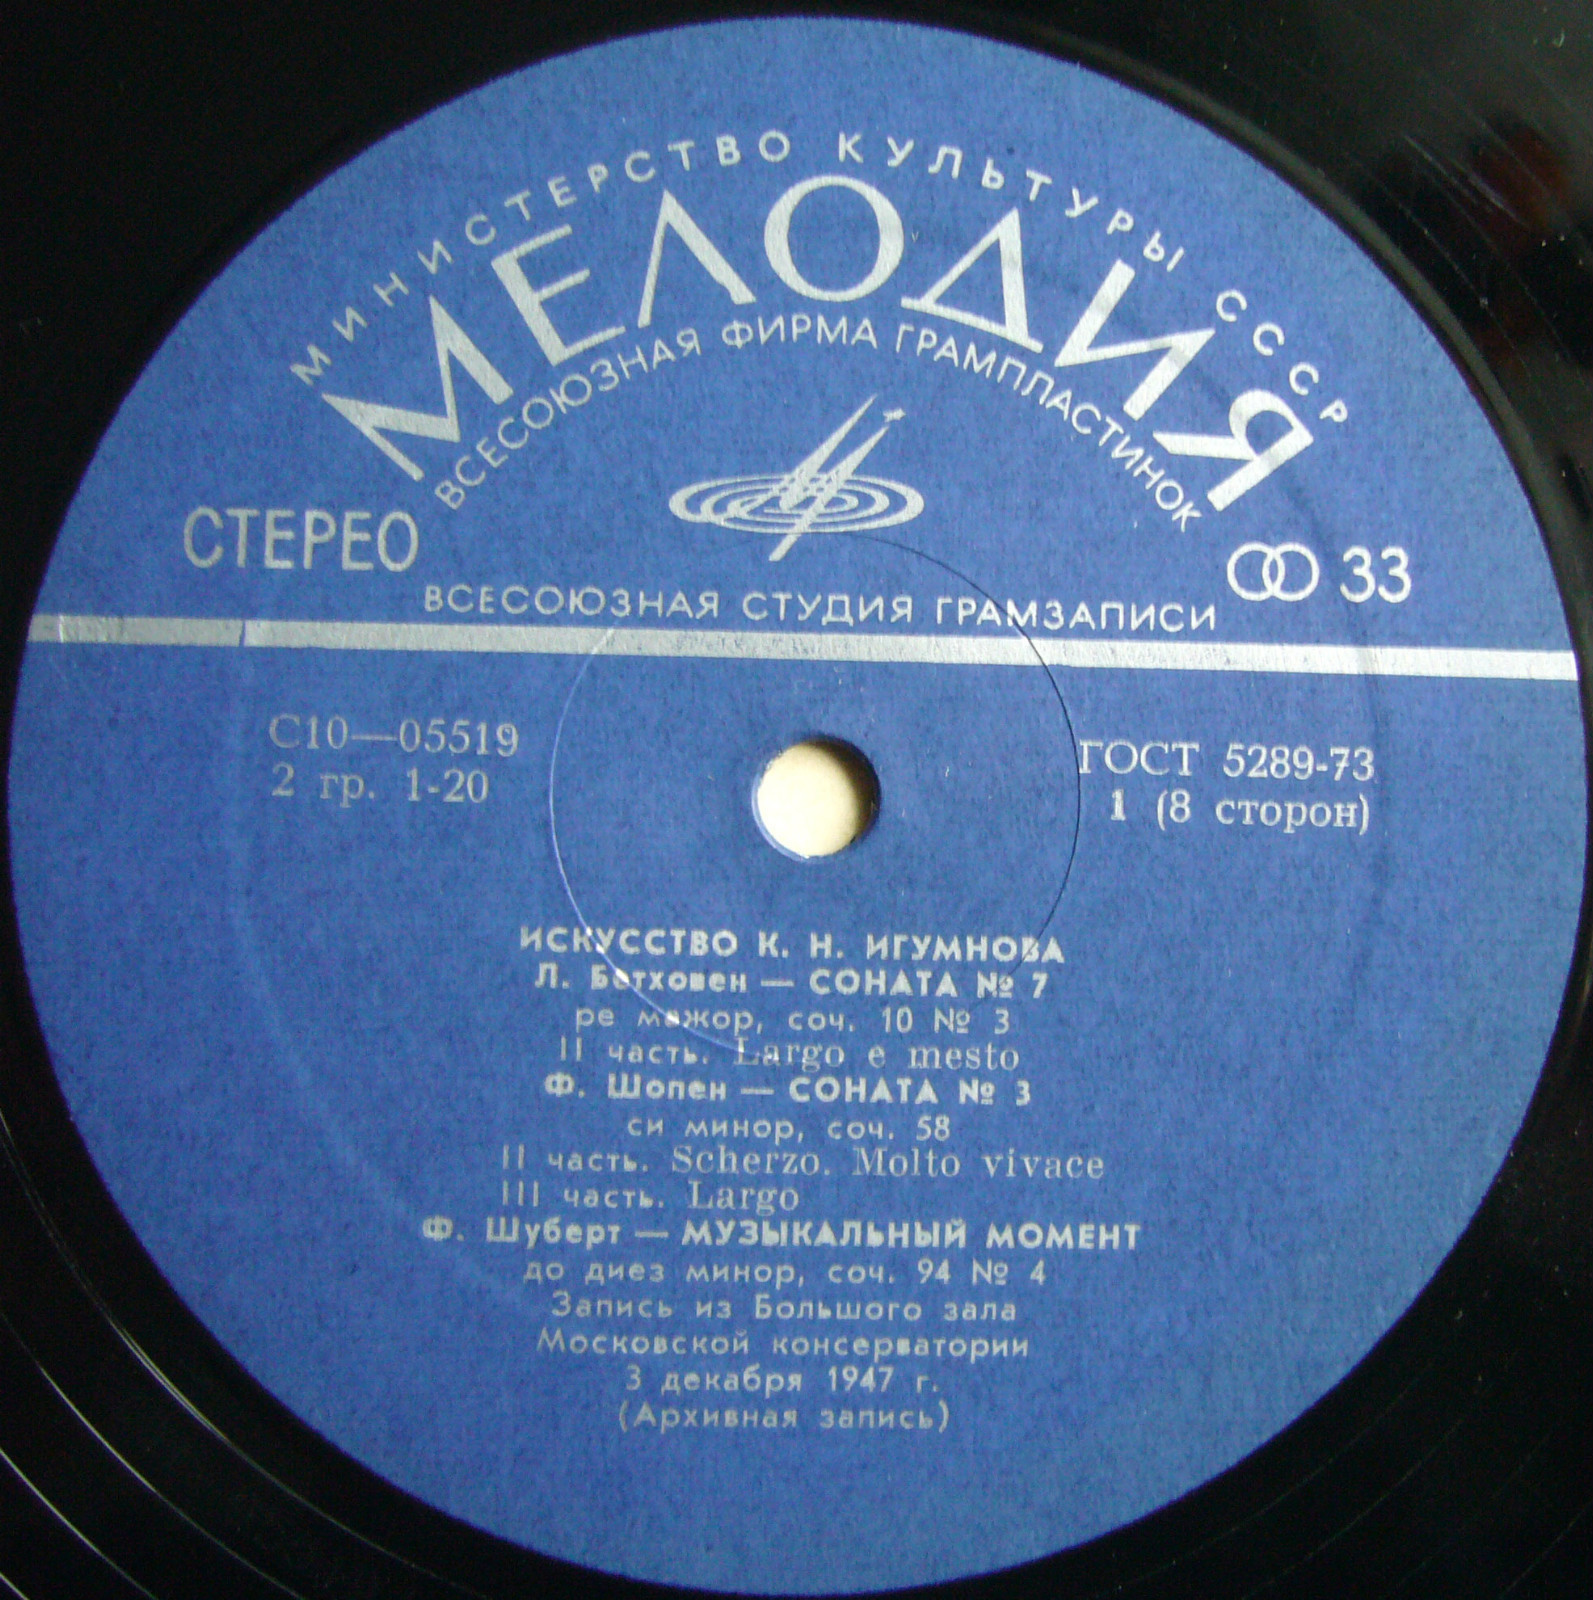 МИНИСТЕРСТВО КУЛЬТУРЫ СССР
МЕЛОДИЯ
ВСЕСОЮЗНАЯ ФИРМА ГРАМПЛАСТИНОК
СТЕРЕО
33
ВСЕСОЮЗНАЯ СТУДИЯ ГРАМЗАПИСИ
С10—05519
2 гр. 1-20
ГОСТ 5289-73
1 (8 сторон)
ИСКУССТВО К. Н. ИГУМНОВА
Л. Бетховен — СОНАТА № 7
ре мажор, соч. 10 № 3
II часть. Largo e mesto
Ф. Шопен — СОНАТА № 3
си минор, соч. 58
II часть. Scherzo. Molto vivace
III часть. Largo
Ф. Шуберт — МУЗЫКАЛЬНЫЙ МОМЕНТ
до диез минор, соч. 94 № 4
Запись из Большого зала
Московской консерватории
3 декабря 1947 г.
(Архивная запись)